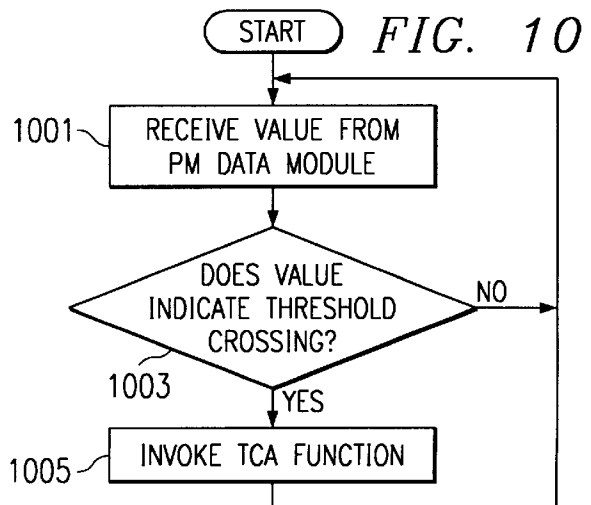 START
FIG. 10
1001
RECEIVE VALUE FROM
PM DATA MODULE
DOES VALUE
INDICATE THRESHOLD
CROSSING?
NO
1003
YES
1005
INVOKE TCA FUNCTION